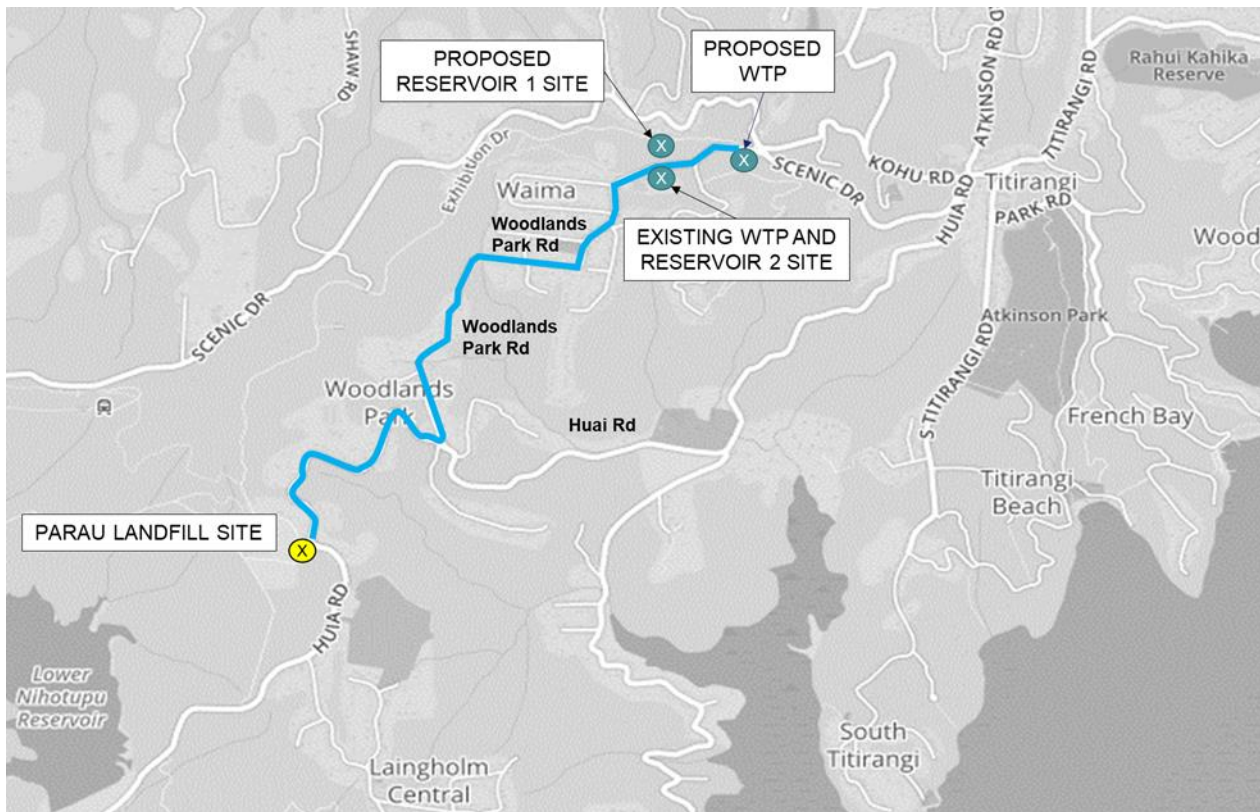 SHAW RD
PROPOSED
RESERVOIR 1 SITE
PROPOSED
WTP
ATKINSON RD
TITIRANGI RD
Rahui Kahika
Reserve
X
X
X
Exhibition Dr
Waima
SCENIC DR
KOHU RD
HUIA RD
Titirangi
PARK RD
Woodlands
Park Rd
EXISTING WTP AND
RESERVOIR 2 SITE
Wood
SCENIC DR
Woodlands
Park Rd
Atkinson Park
S TITIRANGI RD
Woodlands
Park
Huai Rd
French Bay
Titirangi
Beach
PARAU LANDFILL SITE
X
HUIA RD
Lower
Nihotupu
Reservoir
Laingholm
Central
South
Titirangi